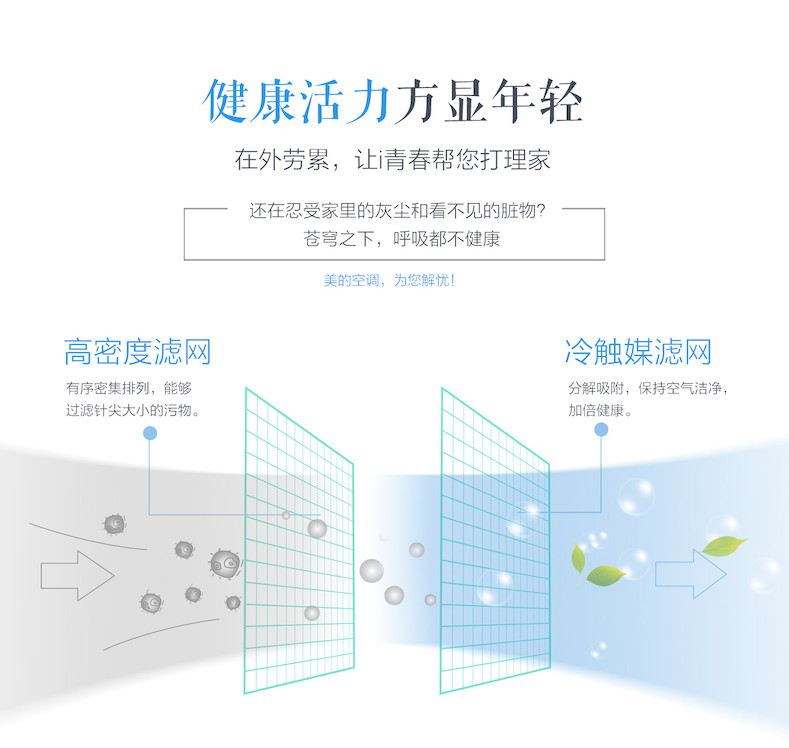 健康活力方显年轻
在外劳累，让i青春帮您打理家
还在忍受家里的灰尘和看不见的脏物？
苍穹之下，呼吸都不健康
美的空调，为您解忧！
高密度滤网
有序密集排列，能够
过滤针尖大小的污物。
冷触媒滤网
分解吸附，保持空气洁净，
加倍健康。